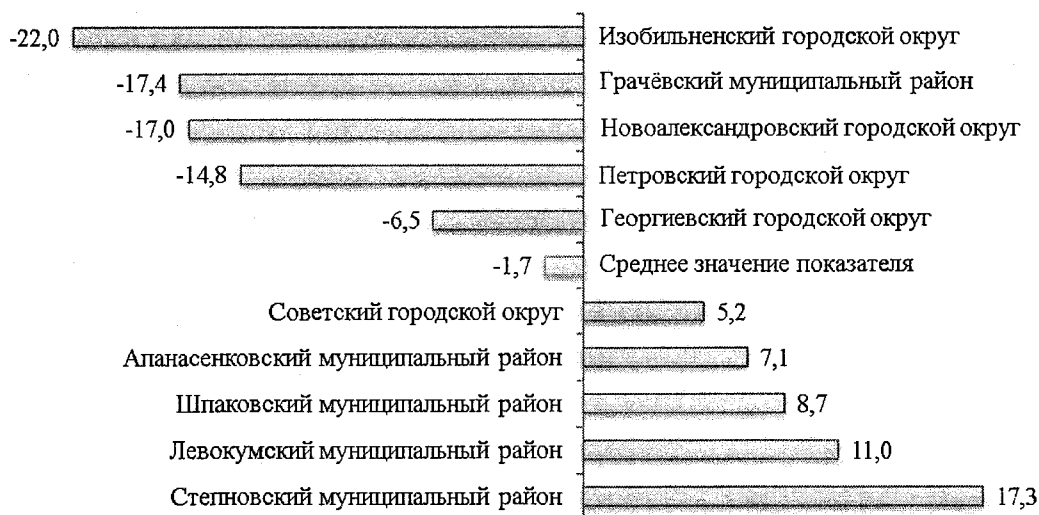 -22,0 Изобильненский городской округ
-17,4 Грачёвский муниципальный район
-17,0 Новоалександровский городской округ
-14,8 Петровский городской округ
-6,5 Георгиевский городской округ
-1,7 Среднее значение показателя
Советский городской округ 5,2
Апанасенковский муниципальный район 7,1
Шпаковский муниципальный район 8,7
Левокумский муниципальный район 11,0
Степновский муниципальный район 17,3